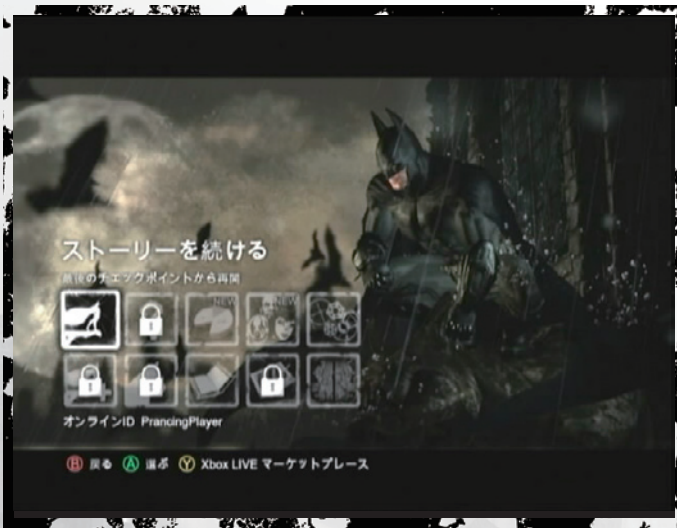 ストーリーを続ける
最後のチェックポイントから再開
NEW NEW
オンラインID PrancingPlayer
B 戻る A 選ぶ Y Xbox LIVE マーケットプレース